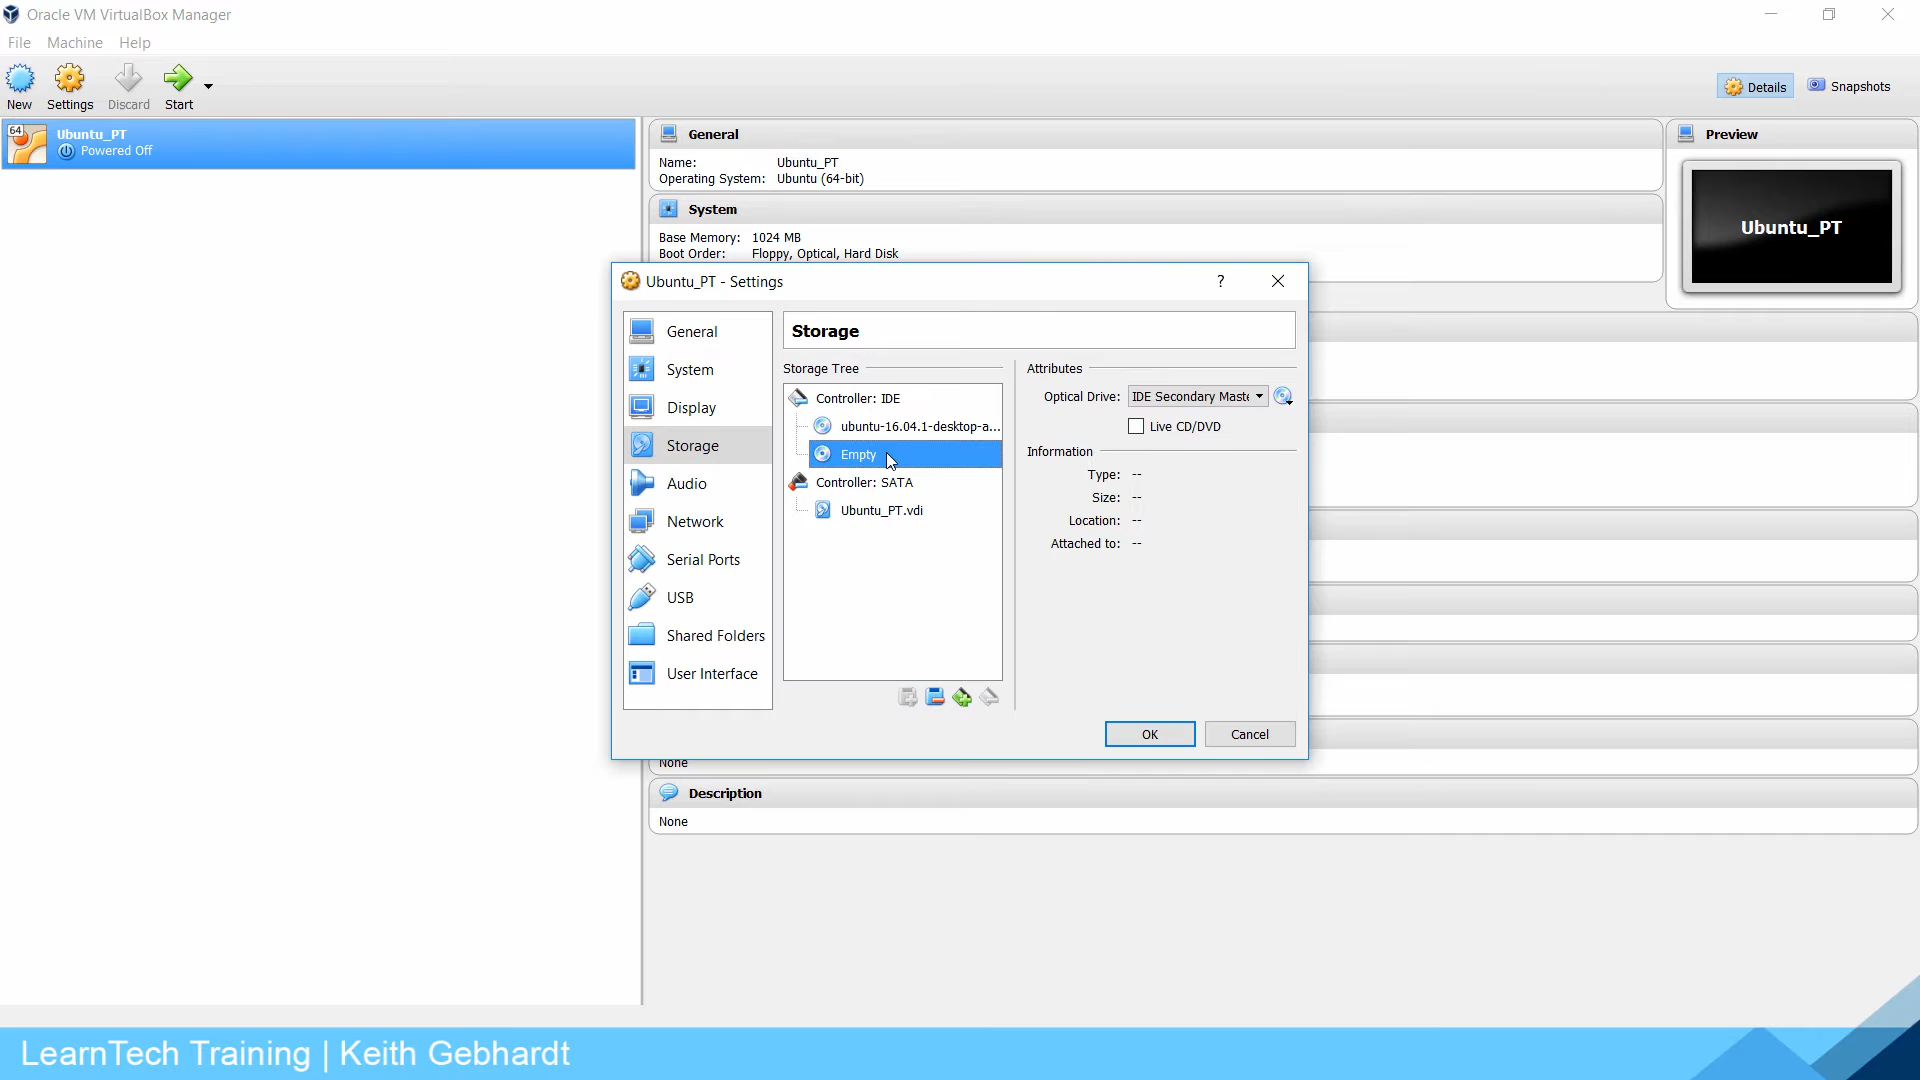 Oracle VM VirtualBox Manager
File Machine Help
New Settings Discard Start
Details Snapshots
64
Ubuntu_PT
Powered Off
General
Name: Ubuntu_PT
Operating System: Ubuntu (64-bit)
System
Base Memory: 1024 MB
Boot Order: Floppy, Optical, Hard Disk
Preview
Ubuntu_PT
Ubuntu_PT - Settings
?
General
System
Display
Storage
Audio
Network
Serial Ports
USB
Shared Folders
User Interface
Storage
Storage Tree
Controller: IDE
ubuntu-16.04.1-desktop-a...
Empty
Controller: SATA
Ubuntu_PT.vdi
Attributes
Optical Drive: IDE Secondary Maste
Live CD/DVD
Information
Type: --
Size: --
Location: --
Attached to: --
OK Cancel
None
Description
None
LearnTech Training | Keith Gebhardt